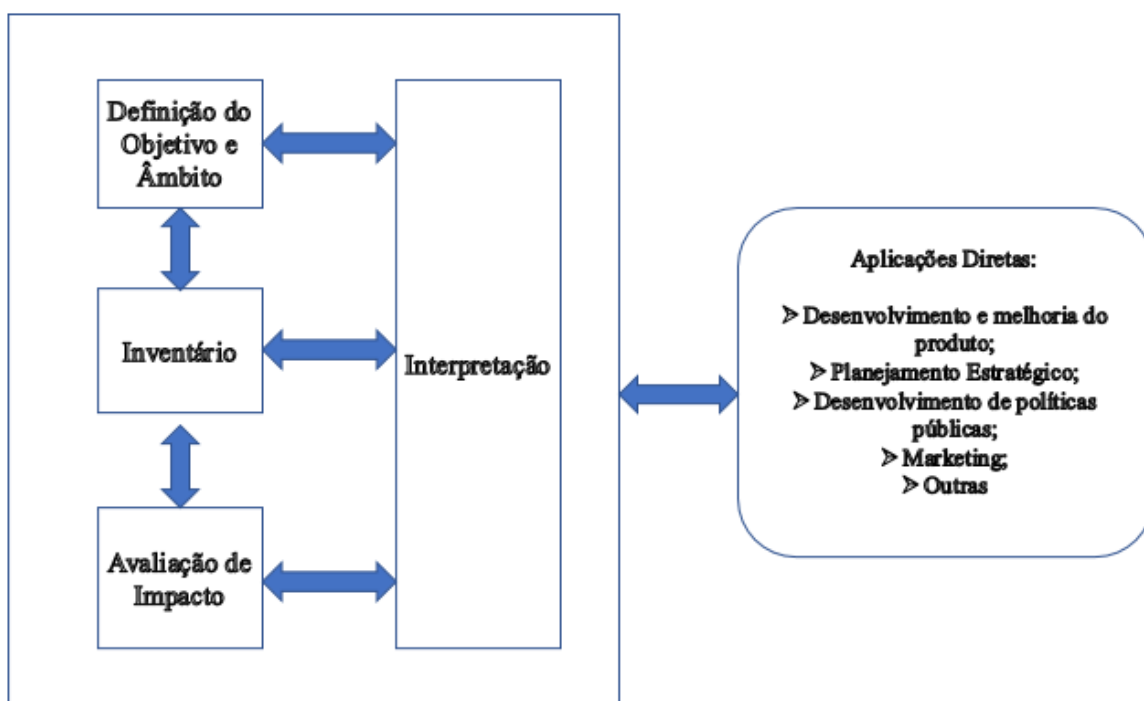 Definição do
Objetivo e
Âmbito
Inventário
Avaliação de
Impacto
Interpretação
Aplicações Diretas:
➢ Desenvolvimento e melhoria do
produto;
➢ Planejamento Estratégico;
➢ Desenvolvimento de políticas
públicas;
➢ Marketing;
➢ Outras